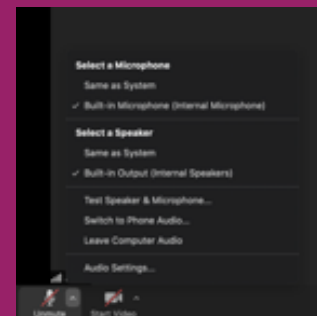 Select a Microphone
Same as System
✓ Built-in Microphone (Internal Microphone)
Select a Speaker
Same as System
✓ Built-in Output (Internal Speakers)
Test Speaker & Microphone...
Switch to Phone Audio...
Leave Computer Audio
Audio Settings...
Unmute
Start Video